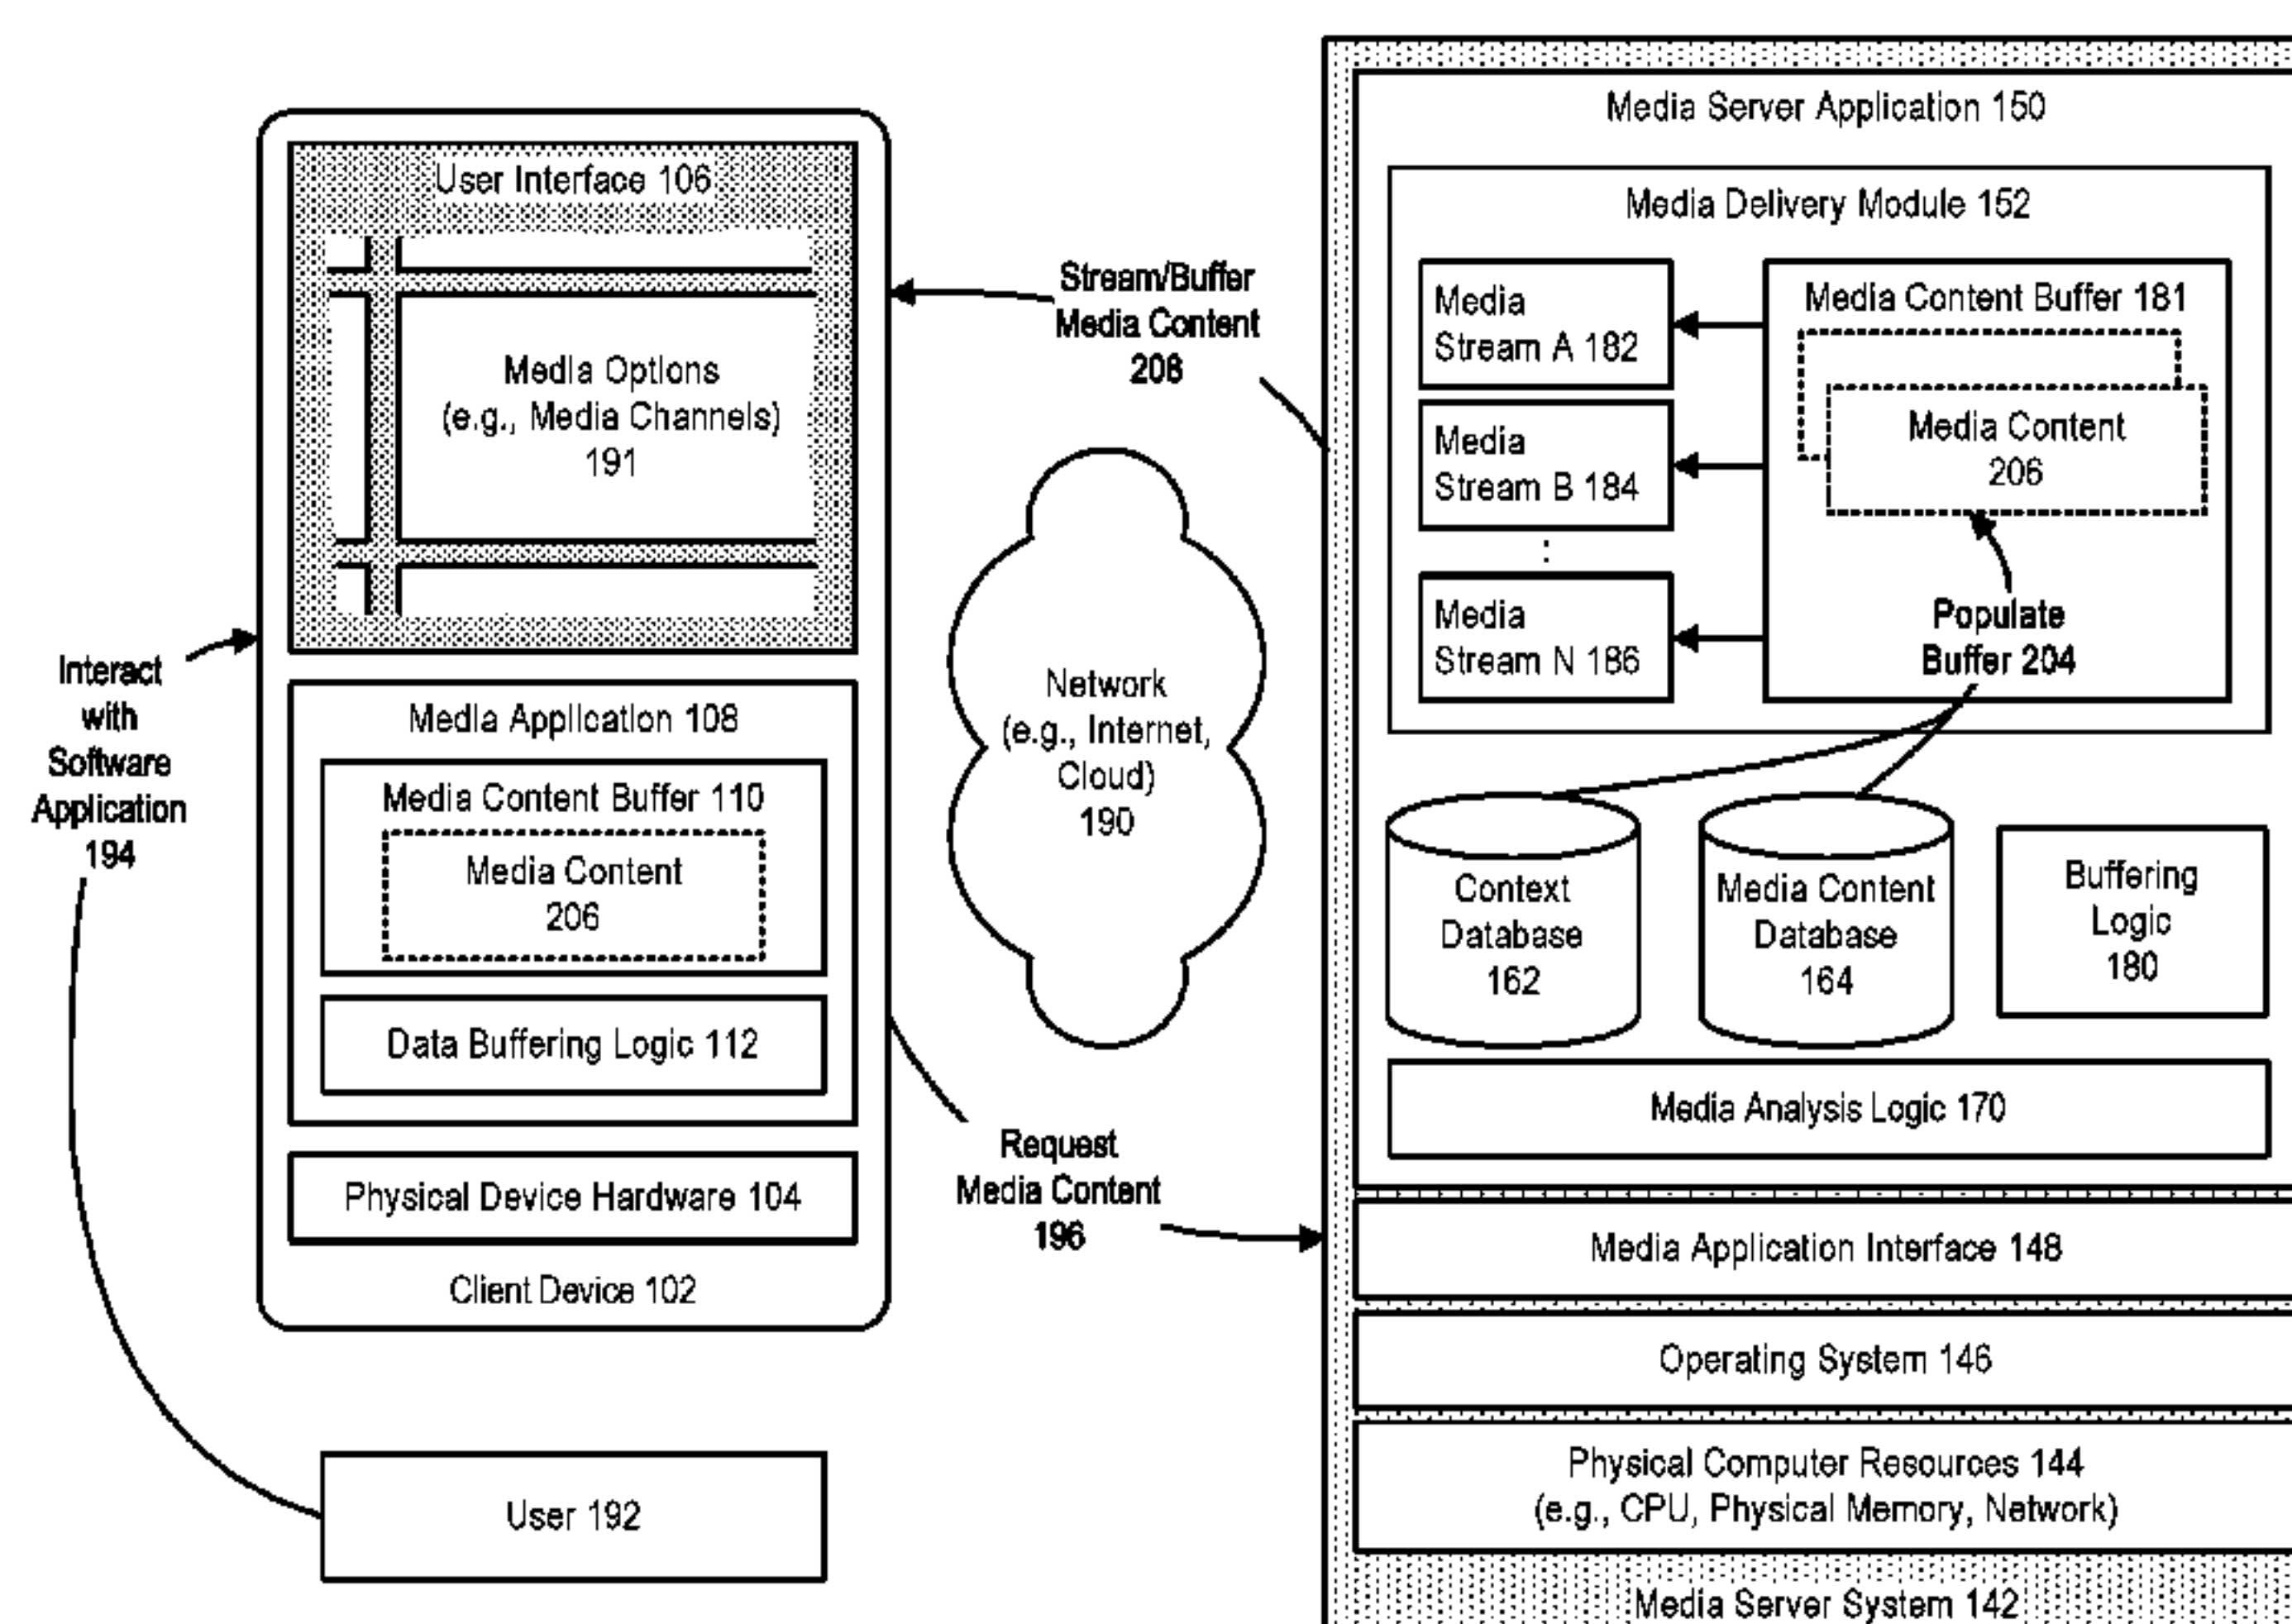 User Interface 106
Media Options
(e.g., Media Channels)
191
Interact
with
Software
Application
194
Media Application 108
Media Content Buffer 110
Media Content
206
Data Buffering Logic 112
Physical Device Hardware 104
Client Device 102
User 192
Stream/Buffer
Media Content
208
Network
(e.g., Internet,
Cloud)
190
Request
Media Content
196
Media Server Application 150
Media Delivery Module 152
Media
Stream A 182
Media
Stream B 184
⋮
Media
Stream N 186
Media Content Buffer 181
Media Content
206
Populate
Buffer 204
Context
Database
162
Media Content
Database
164
Buffering
Logic
180
Media Analysis Logic 170
Media Application Interface 148
Operating System 146
Physical Computer Resources 144
(e.g., CPU, Physical Memory, Network)
Media Server System 142